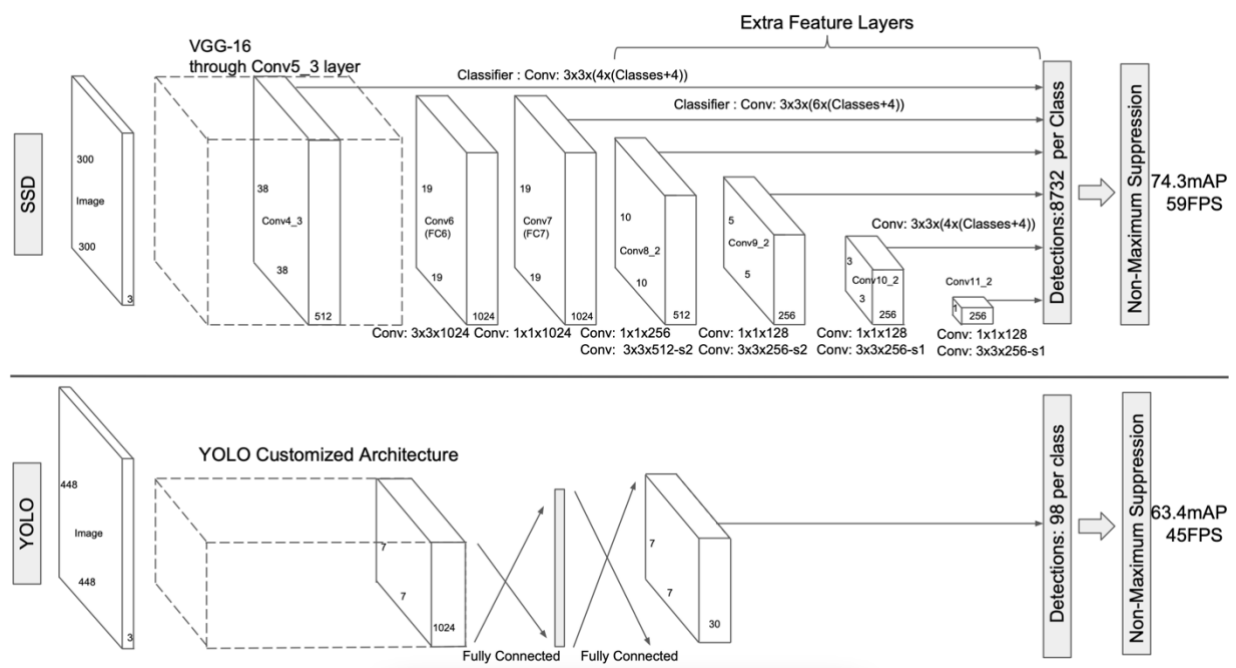 Extra Feature Layers
VGG-16
through Conv5_3 layer
Classifier : Conv: 3x3x(4x(Classes+4))
Classifier : Conv: 3x3x(6x(Classes+4))
SSD
300
Image
300
3
38
Conv4_3
38
512
19
Conv6
(FC6)
19
1024
19
Conv7
(FC7)
19
1024
10
Conv8_2
10
512
5
Conv9_2
5
256
Conv: 3x3x(4x(Classes+4))
3
Conv10_2
3
256
Conv11_2
1
256
Conv: 3x3x1024
Conv: 1x1x1024
Conv: 1x1x256
Conv: 3x3x512-s2
Conv: 1x1x128
Conv: 3x3x256-s2
Conv: 1x1x128
Conv: 3x3x256-s1
Conv: 1x1x128
Conv: 3x3x256-s1
Detections:8732 per Class
Non-Maximum Suppression
74.3mAP
59FPS
YOLO
448
Image
448
3
YOLO Customized Architecture
7
7
1024
Fully Connected
Fully Connected
7
7
30
Detections: 98 per class
Non-Maximum Suppression
63.4mAP
45FPS